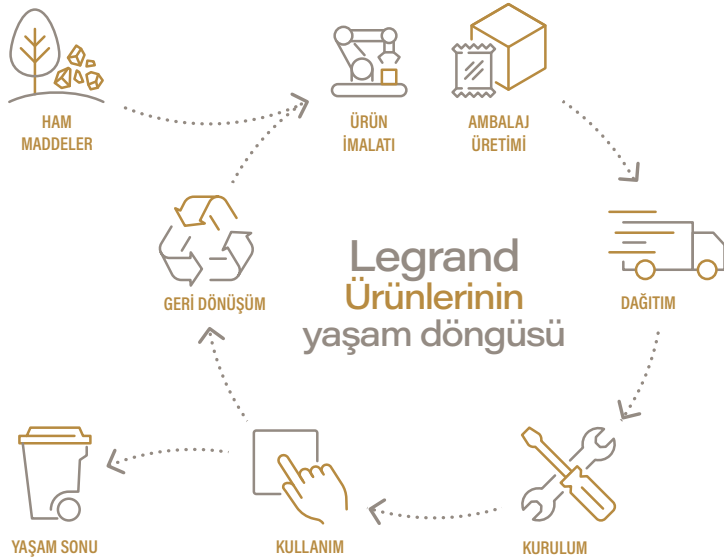 HAM
MADDELER
ÜRÜN
İMALATI
AMBALAJ
ÜRETİMİ
DAĞITIM
GERİ DÖNÜŞÜM
Legrand
Ürünlerinin
yaşam döngüsü
YAŞAM SONU
KULLANIM
KURULUM